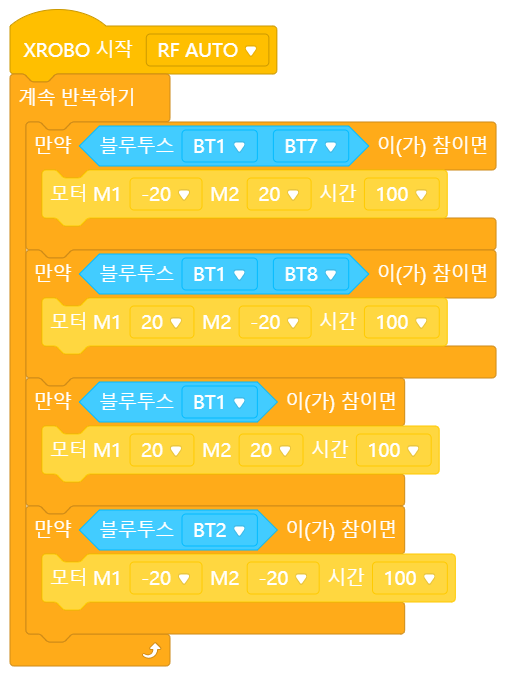 XROBO 시작 RF AUTO
계속 반복하기
만약 블루투스 BT1 BT7 이(가) 참이면
모터 M1 -20 M2 20 시간 100
만약 블루투스 BT1 BT8 이(가) 참이면
모터 M1 20 M2 -20 시간 100
만약 블루투스 BT1 이(가) 참이면
모터 M1 20 M2 20 시간 100
만약 블루투스 BT2 이(가) 참이면
모터 M1 -20 M2 -20 시간 100